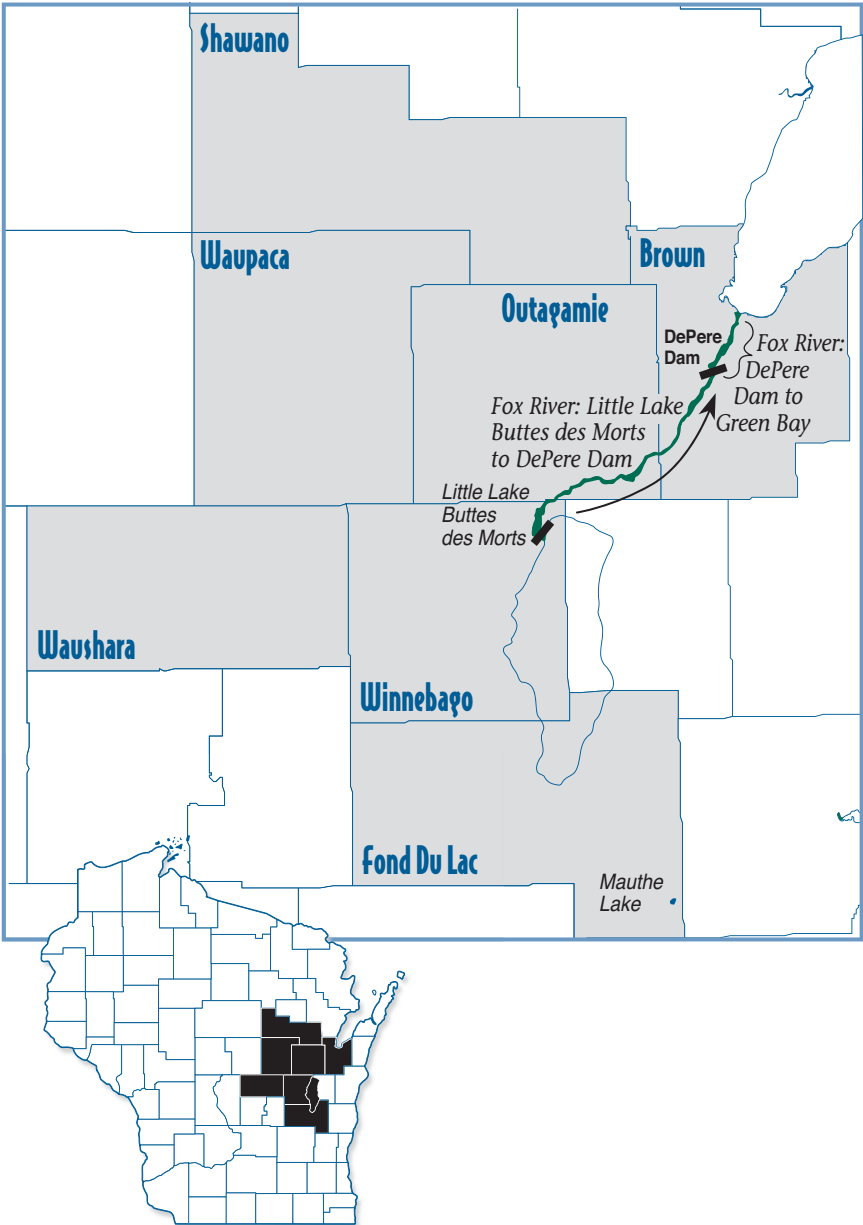 Shawano
Waupaca
Brown
Outagamie
DePere
Dam
Fox River:
DePere
Dam to
Green Bay
Fox River: Little Lake
Buttes des Morts
to DePere Dam
Little Lake
Buttes
des Morts
Waushara
Winnebago
Fond Du Lac
Mauthe
Lake